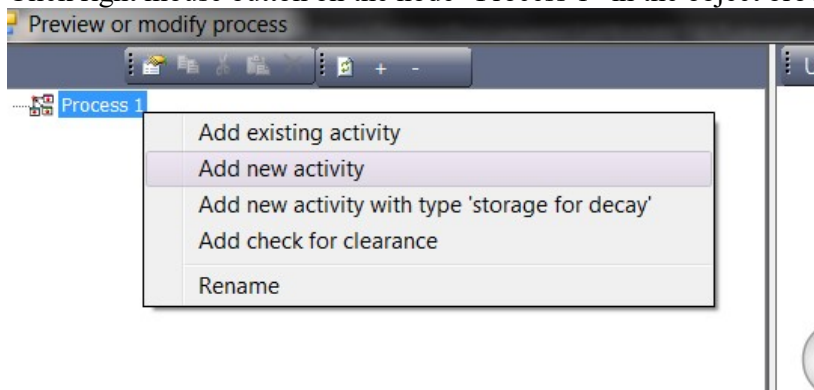 Preview or modify process
+ -
Process 1
Add existing activity
Add new activity
Add new activity with type 'storage for decay'
Add check for clearance
Rename